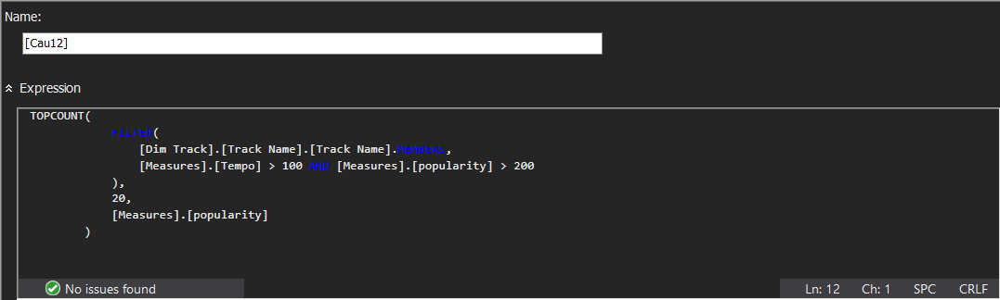 Name:
[Cau12]
Expression
TOPCOUNT(
FILTER(
[Dim Track].[Track Name].[Track Name].MEMBERS,
[Measures].[Tempo] > 100 AND [Measures].[popularity] > 200
),
20,
[Measures].[popularity]
)
No issues found Ln: 12 Ch: 1 SPC CRLF